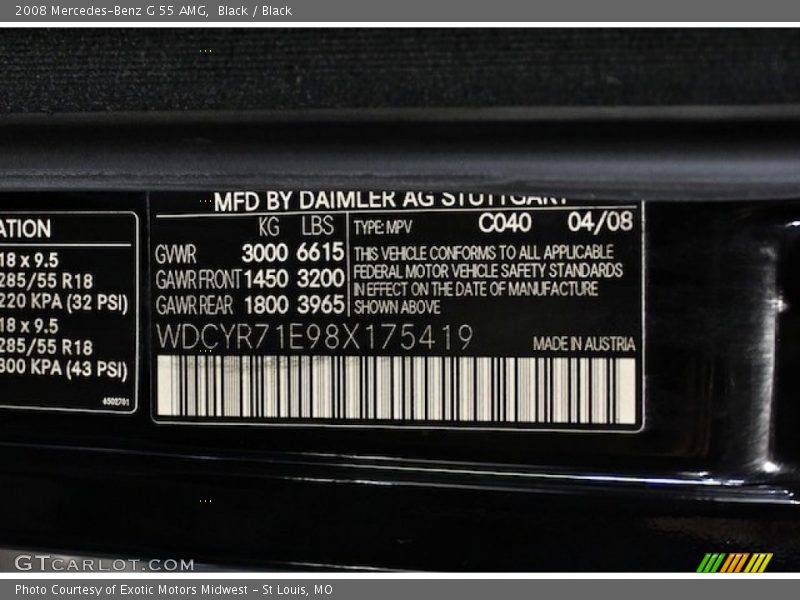 2008 Mercedes-Benz G 55 AMG, Black / Black
MFD BY DAIMLER AG STUTTGART
KG LBS
TYPE: MPV C040 04/08
GVWR 3000 6615
GAWR FRONT 1450 3200
GAWR REAR 1800 3965
THIS VEHICLE CONFORMS TO ALL APPLICABLE
FEDERAL MOTOR VEHICLE SAFETY STANDARDS
IN EFFECT ON THE DATE OF MANUFACTURE
SHOWN ABOVE
WDCYR71E98X175419
MADE IN AUSTRIA
ATION
18 x 9.5
285/55 R18
220 KPA (32 PSI)
18 x 9.5
285/55 R18
300 KPA (43 PSI)
GTCARLOT.COM
Photo Courtesy of Exotic Motors Midwest - St Louis, MO